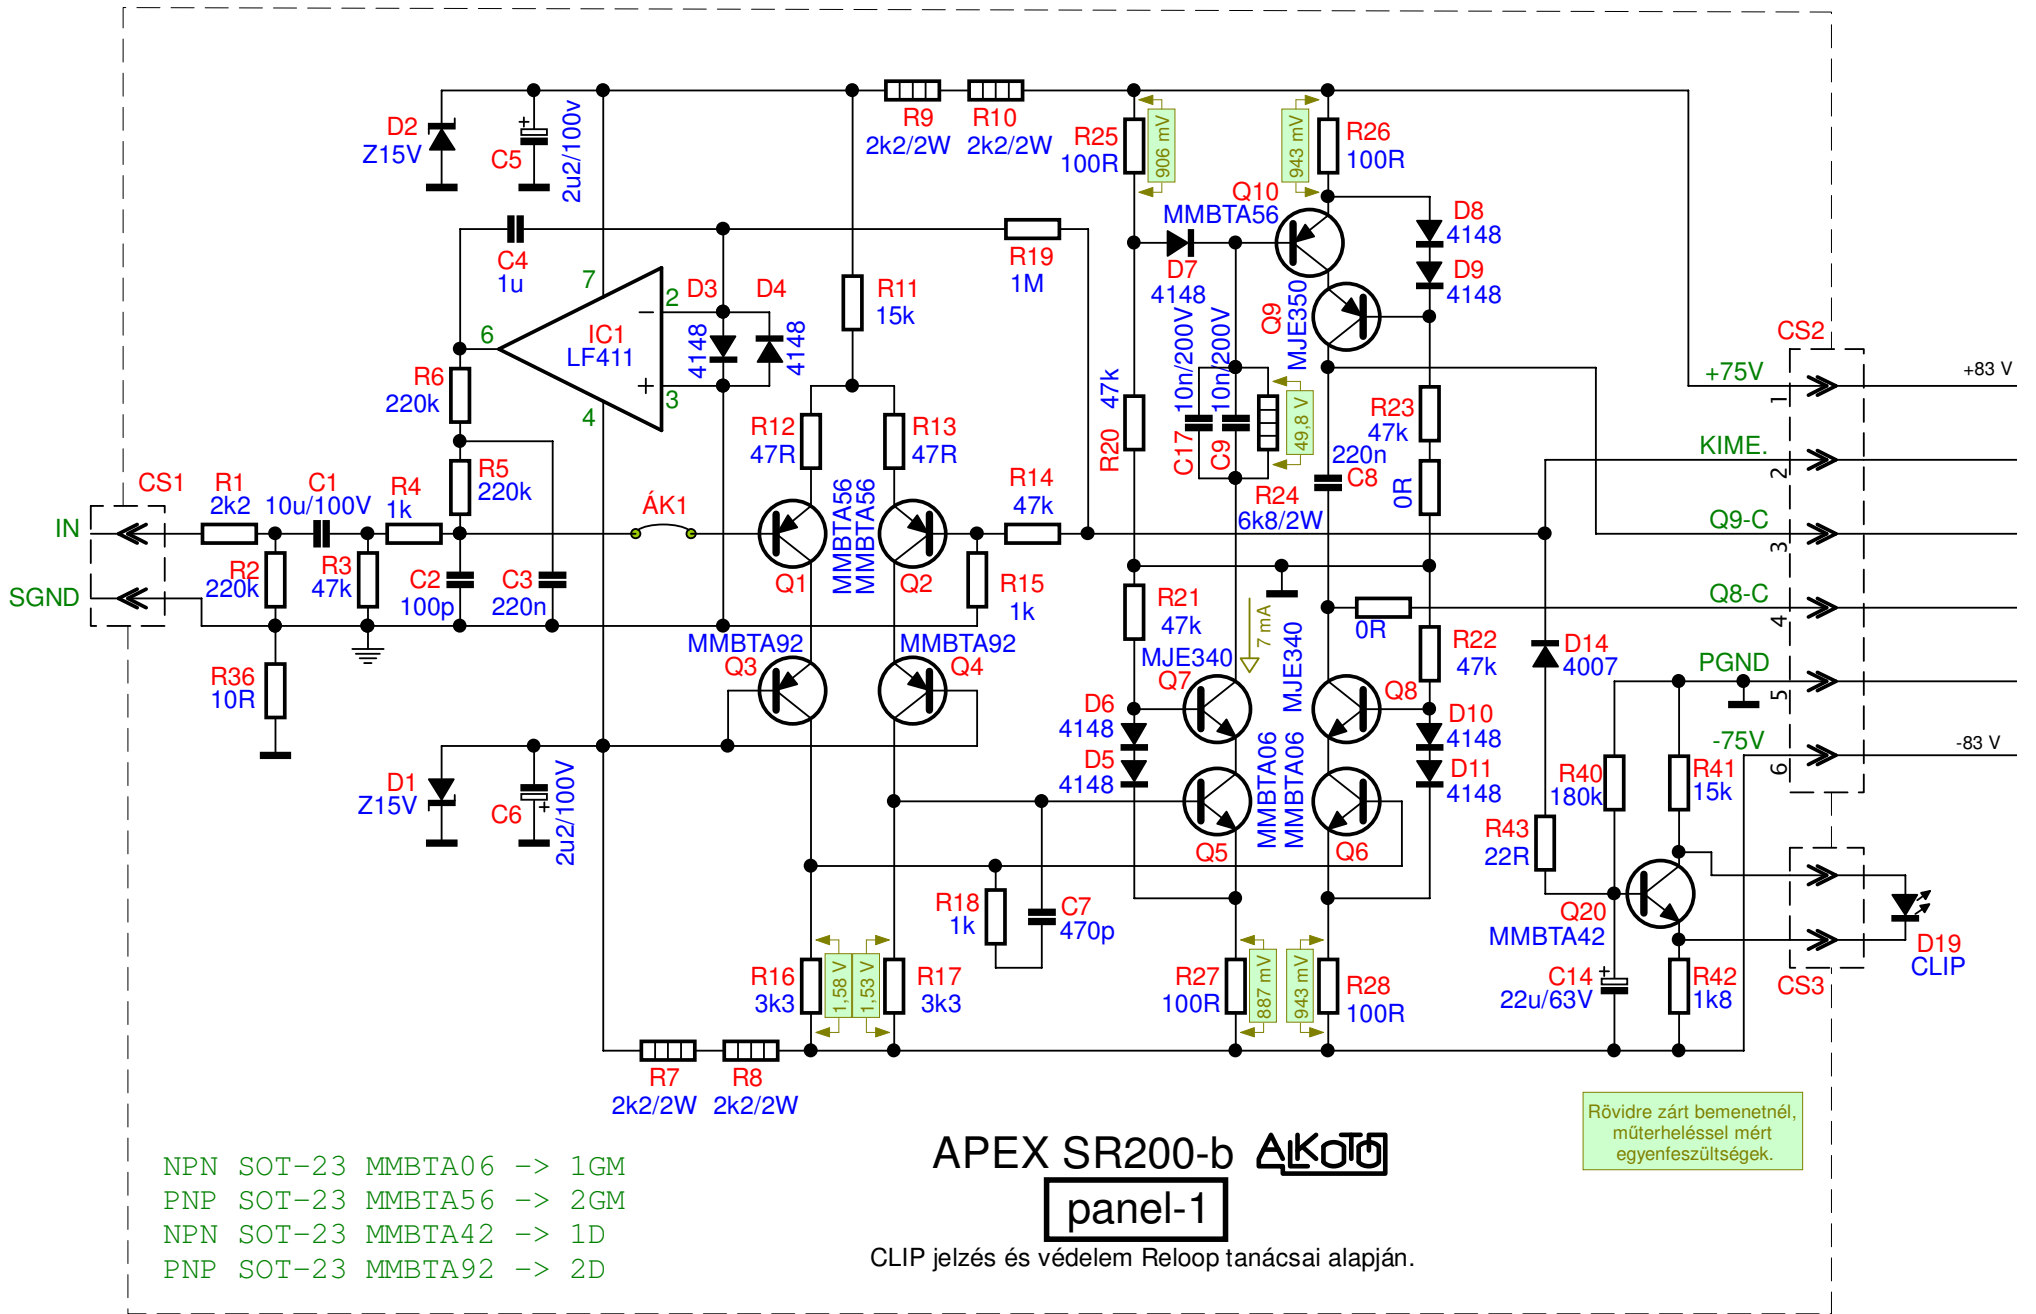 D2
Z15V
C5
2u2/100v
R9
2k2/2W
R10
2k2/2W
R25
100R
906 mV
943 mV
R26
100R
Q10
MMBTA56
D8
4148
D9
4148
D7
4148
C4
1u
R19
1M
7
2
6
3
4
IC1
LF411
D3
4148
D4
4148
R11
15k
Q9
MJE350
R6
220k
R12
47R
R13
47R
47k
R20
10n/200V
C17
10n/200V
C9
49,8 V
R24
6k8/2W
R23
47k
220n
C8
0R
CS2
+75V
1
+83 V
KIME.
2
Q9-C
3
Q8-C
4
PGND
5
-75V
6
-83 V
CS1
IN
SGND
R1
2k2
C1
10u/100V
R4
1k
R5
220k
ÁK1
MMBTA56
MMBTA56
R14
47k
R2
220k
R3
47k
C2
100p
C3
220n
Q1
Q2
R15
1k
R21
47k
7 mA
0R
R22
47k
D14
4007
R36
10R
MMBTA92
Q3
MMBTA92
Q4
MJE340
Q7
MJE340
Q8
D6
4148
D5
4148
D10
4148
D11
4148
MMBTA06
MMBTA06
Q5
Q6
D1
Z15V
C6
2u2/100V
R40
180k
R41
15k
R43
22R
R18
1k
C7
470p
Q20
MMBTA42
D19
CLIP
CS3
R16
3k3
1,58 V
1,53 V
R17
3k3
R27
100R
887 mV
943 mV
R28
100R
C14
22u/63V
R42
1k8
R7
2k2/2W
R8
2k2/2W
Rövidre zárt bemenetnél,
műterheléssel mért
egyenfeszültségek.
APEX SR200-b ALKOTÓ
panel-1
CLIP jelzés és védelem Reloop tanácsai alapján.
NPN SOT-23 MMBTA06 -> 1GM
PNP SOT-23 MMBTA56 -> 2GM
NPN SOT-23 MMBTA42 -> 1D
PNP SOT-23 MMBTA92 -> 2D